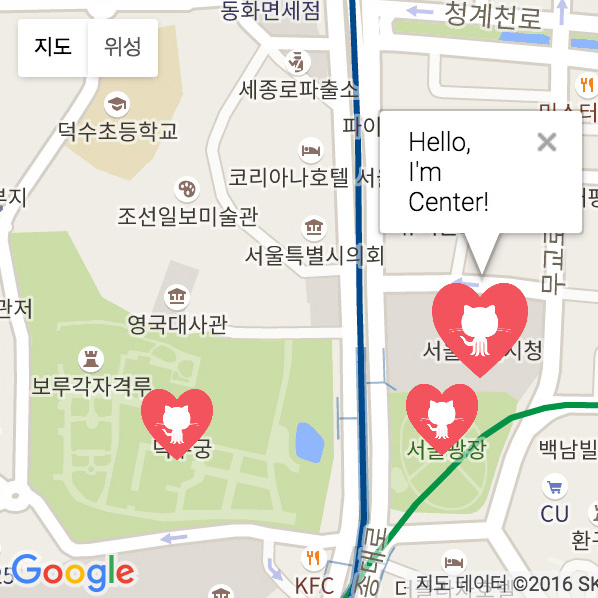 동화면세점
청계천로
지도
위성
세종로파출소
덕수초등학교
파이
미스터
Hello,
I'm
Center!
코리아나호텔 서울
조선일보미술관
서울특별시의회
무교로
관저
영국대사관
서울 시청
보루각자격루
덕수궁
서울광장
백남빌
CU
환구
KFC
Google
지도 데이터 ©2016 SK